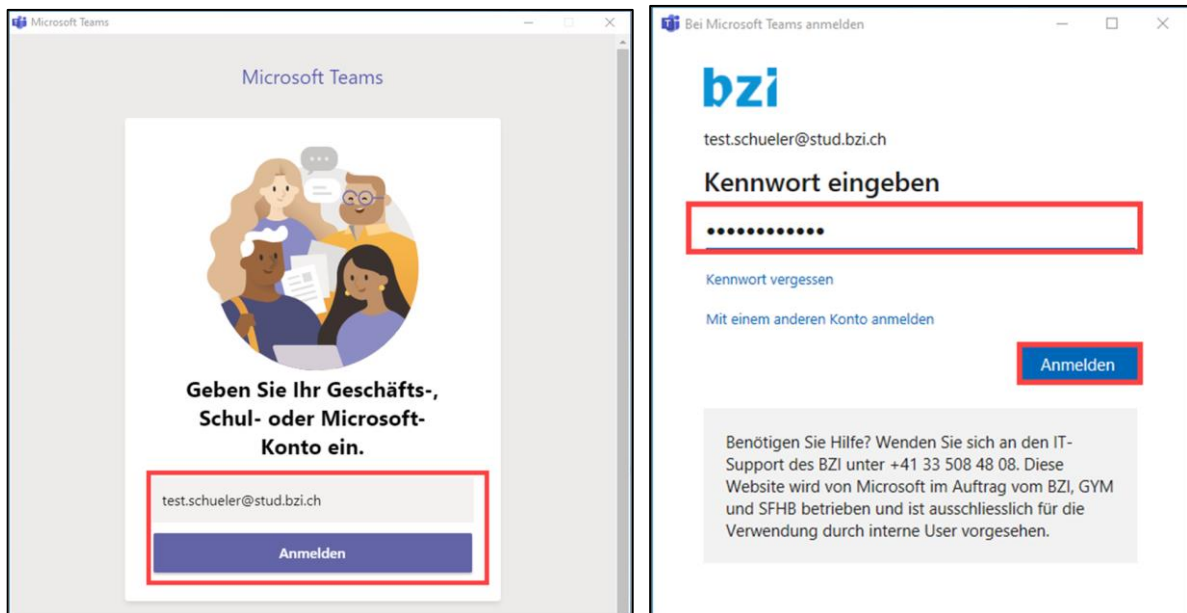 Microsoft Teams
Microsoft Teams
Geben Sie Ihr Geschäfts-,
Schul- oder Microsoft-
Konto ein.
test.schueler@stud.bzi.ch
Anmelden
Bei Microsoft Teams anmelden
bzi
test.schueler@stud.bzi.ch
Kennwort eingeben
••••••••••••
Kennwort vergessen
Mit einem anderen Konto anmelden
Anmelden
Benötigen Sie Hilfe? Wenden Sie sich an den IT-
Support des BZI unter +41 33 508 48 08. Diese
Website wird von Microsoft im Auftrag vom BZI, GYM
und SFHB betrieben und ist ausschliesslich für die
Verwendung durch interne User vorgesehen.